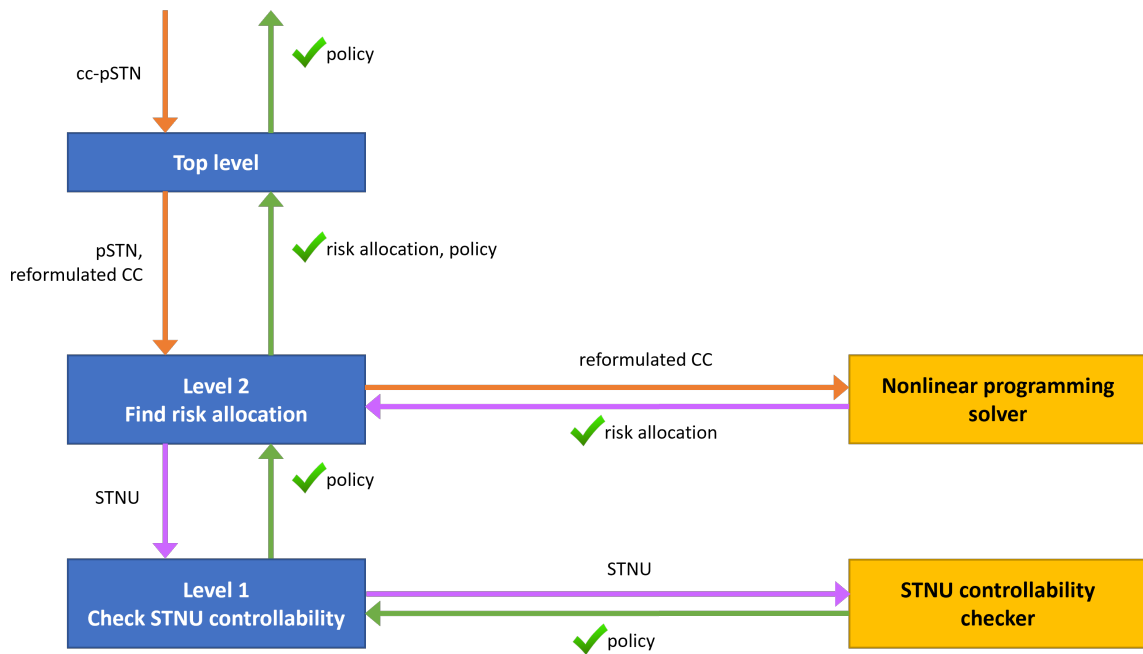 policy
cc-pSTN
Top level
risk allocation, policy
pSTN,
reformulated CC
reformulated CC
Level 2
Find risk allocation
Nonlinear programming
solver
risk allocation
policy
STNU
STNU
Level 1
Check STNU controllability
STNU controllability
checker
policy